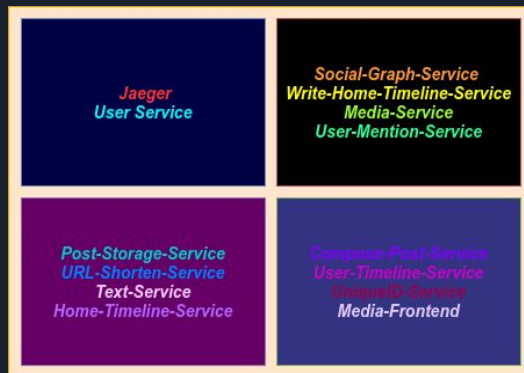 Jaeger
User Service
Social-Graph-Service
Write-Home-Timeline-Service
Media-Service
User-Mention-Service
Post-Storage-Service
URL-Shorten-Service
Text-Service
Home-Timeline-Service
Compose-Post-Service
User-Timeline-Service
UniqueID-Service
Media-Frontend